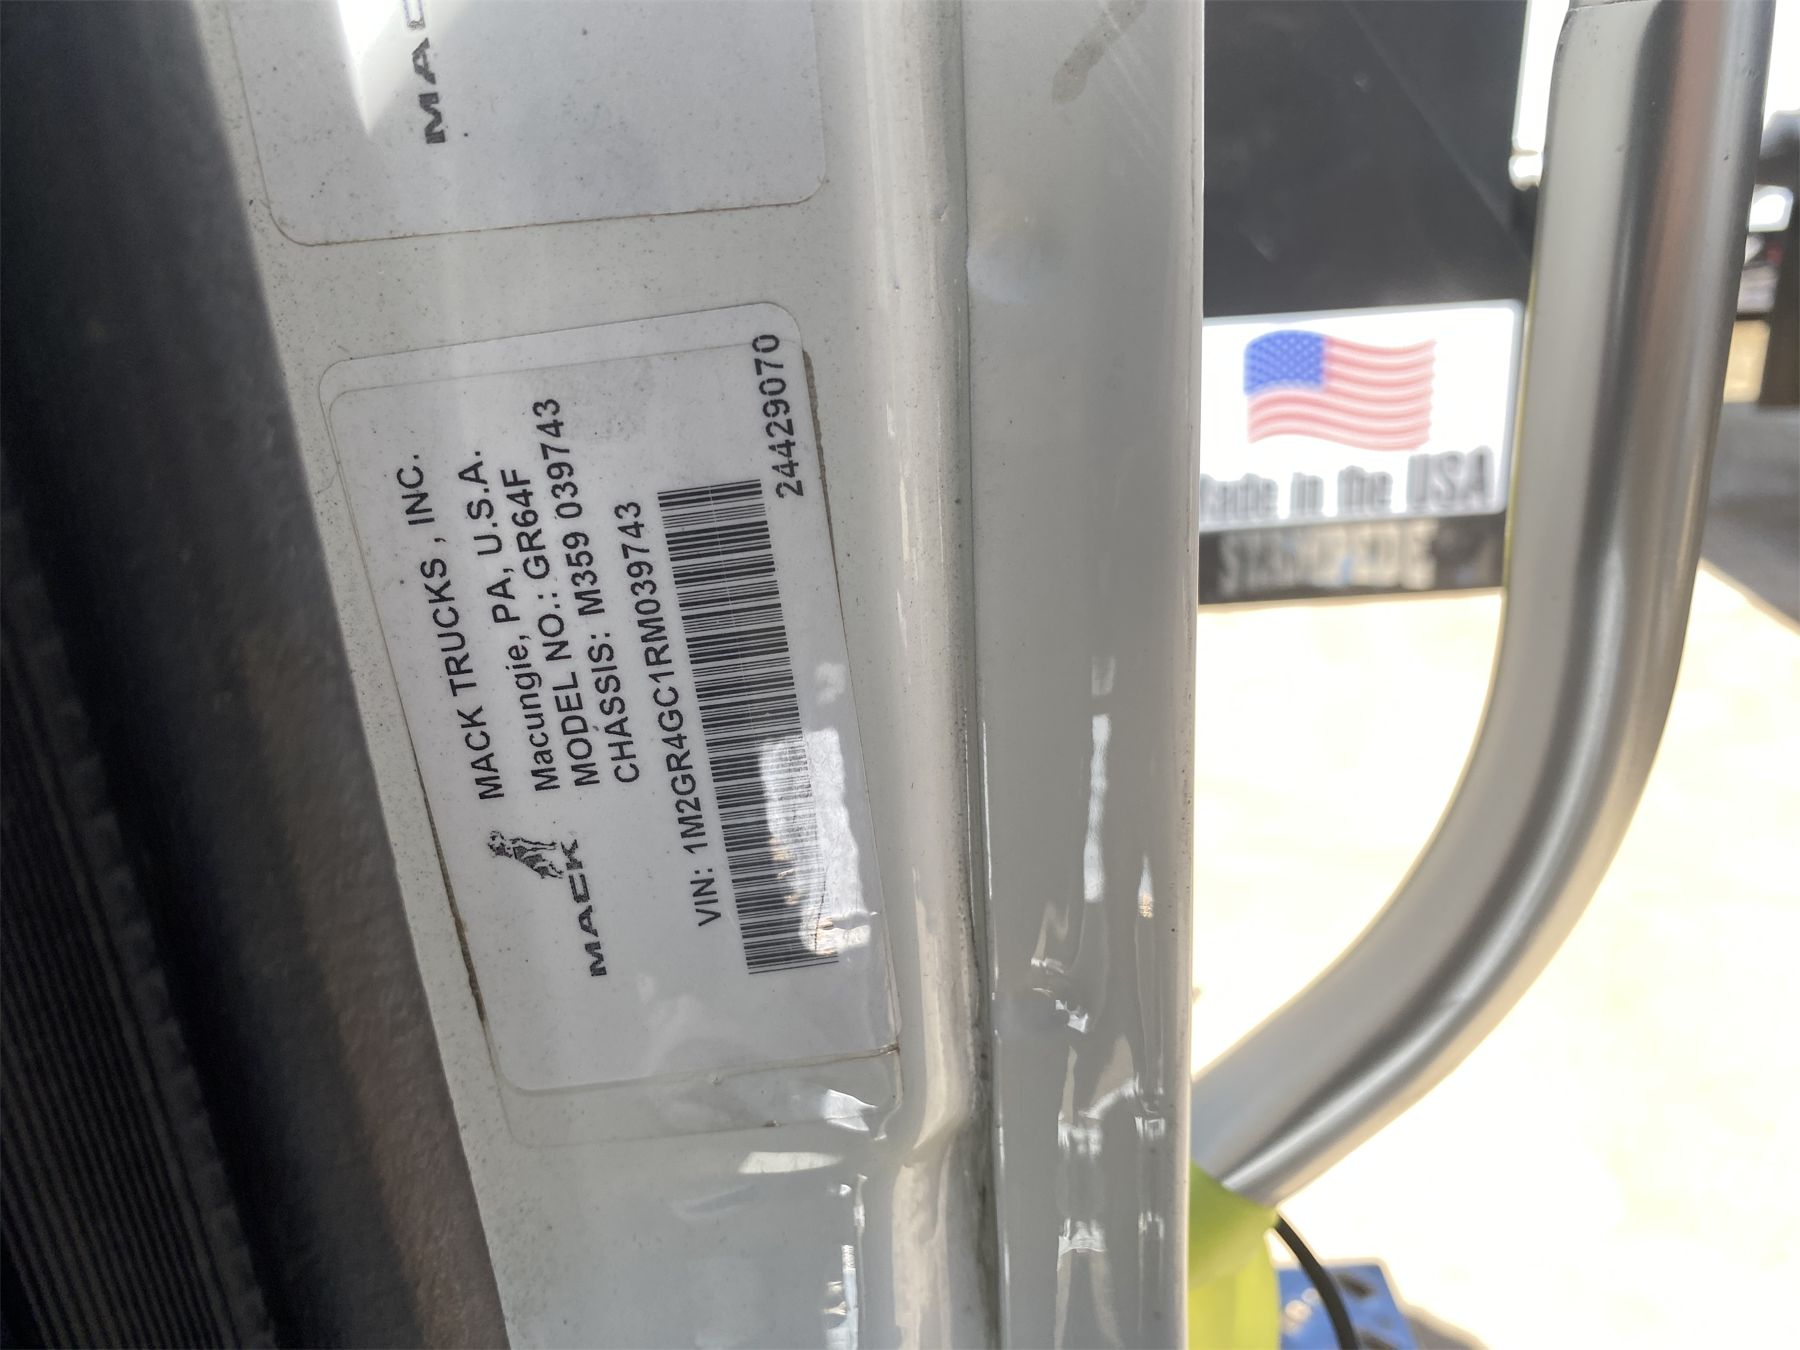 MACK
MACK TRUCKS, INC.
Macungie, PA, U.S.A.
MODEL NO.: GR64F
CHASSIS: M359 039743
MACK
VIN: 1M2GR4GC1RM039743
24429070
Made in the USA